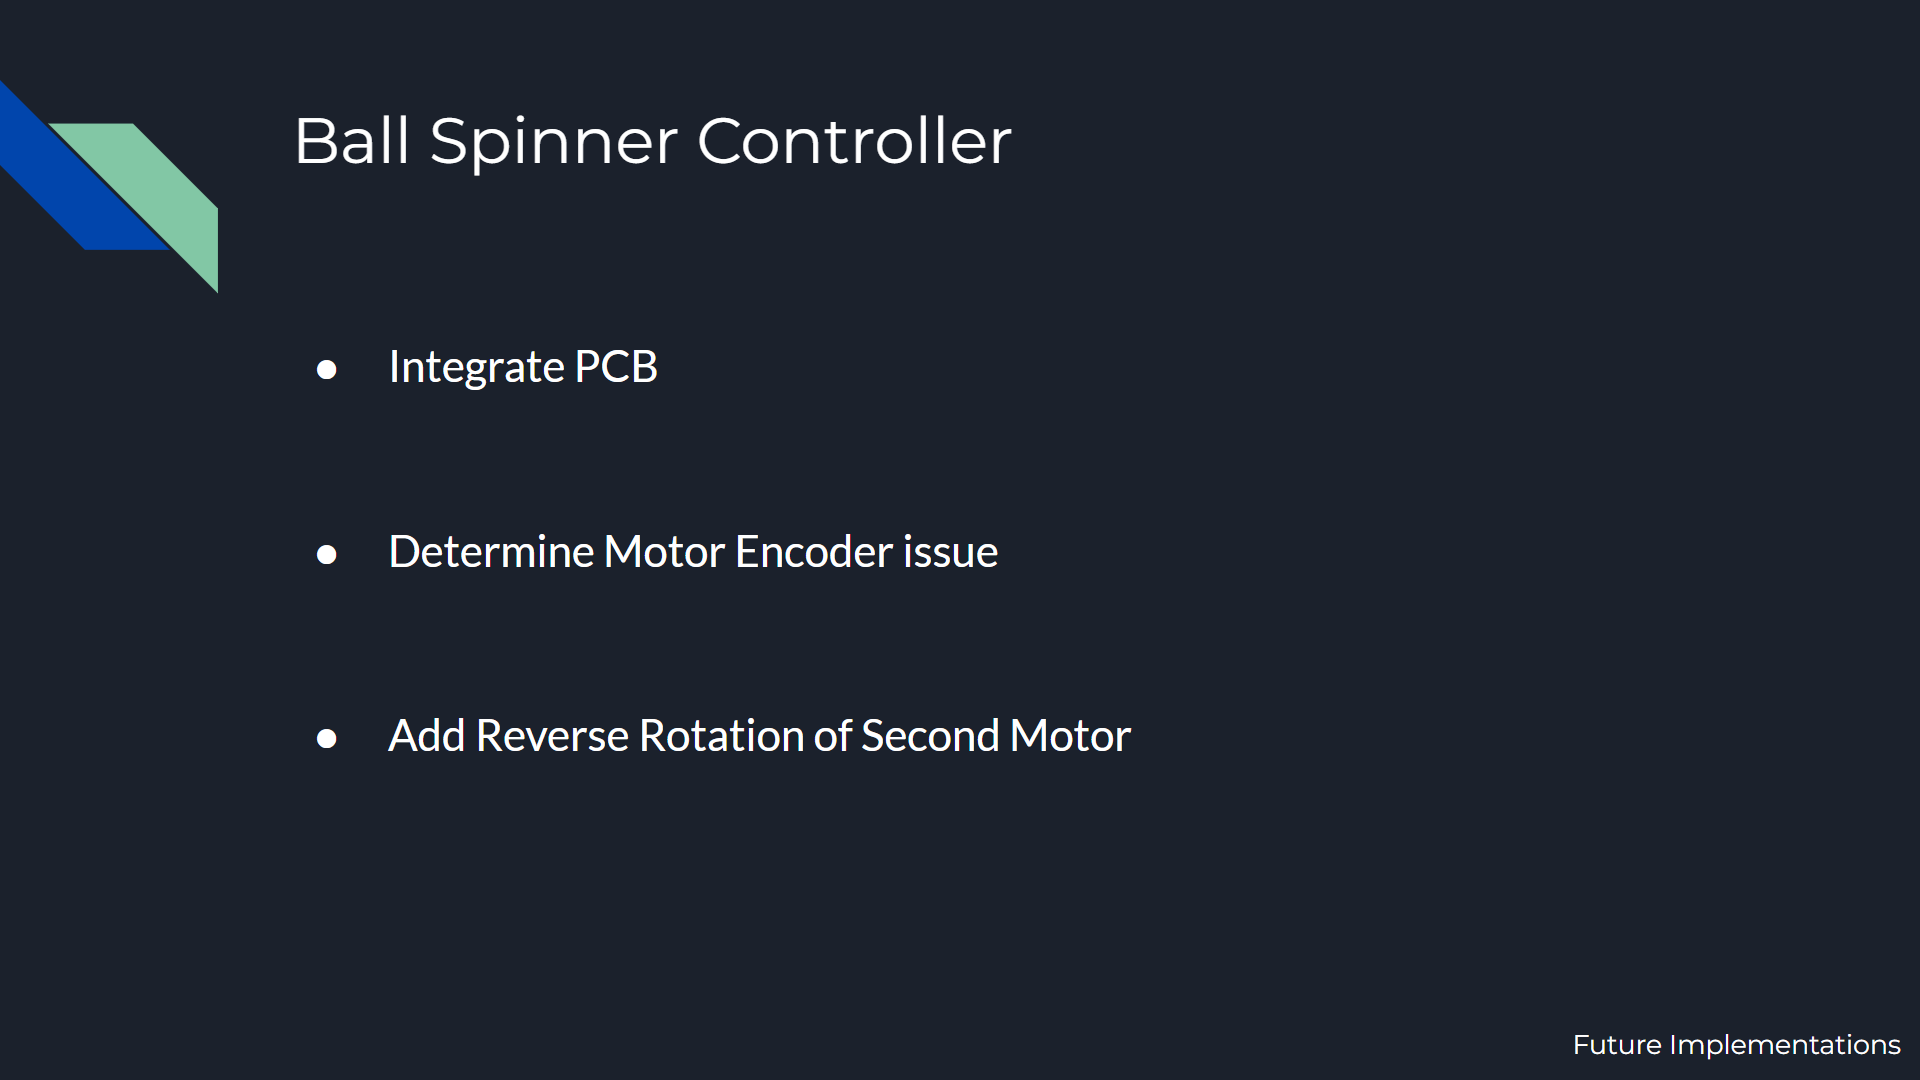 Ball Spinner Controller
● Integrate PCB
● Determine Motor Encoder issue
● Add Reverse Rotation of Second Motor
Future Implementations